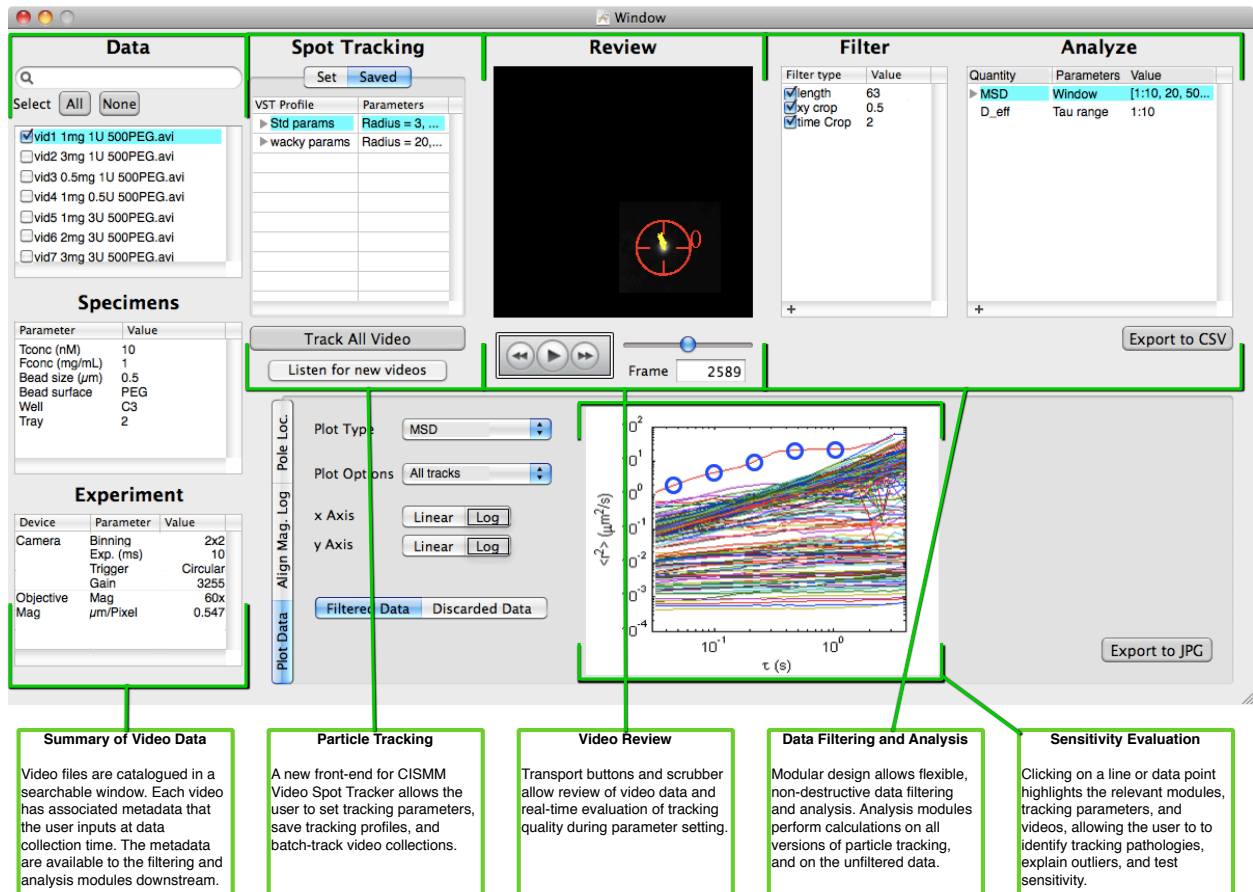 Window
Data
Select All None
vid1 1mg 1U 500PEG.avi
vid2 3mg 1U 500PEG.avi
vid3 0.5mg 1U 500PEG.avi
vid4 1mg 0.5U 500PEG.avi
vid5 1mg 3U 500PEG.avi
vid6 2mg 3U 500PEG.avi
vid7 3mg 3U 500PEG.avi
Specimens
Parameter Value
Tconc (nM) 10
Fconc (mg/mL) 1
Bead size (µm) 0.5
Bead surface PEG
Well C3
Tray 2
Experiment
Device Parameter Value
Camera Binning 2x2
Exp. (ms) 10
Trigger Circular
Gain 3255
Objective Mag 60x
Mag µm/Pixel 0.547
Spot Tracking
Set Saved
VST Profile Parameters
Std params Radius = 3, ...
wacky params Radius = 20,...
Track All Video
Listen for new videos
Review
0
Frame 2589
Filter
Filter type Value
length 63
xy crop 0.5
time Crop 2
+
Analyze
Quantity Parameters Value
MSD Window [1:10, 20, 50...
D_eff Tau range 1:10
+
Export to CSV
Pole Loc.
Align Mag. Log
Plot Data
Plot Type MSD
Plot Options All tracks
x Axis Linear Log
y Axis Linear Log
Filtered Data Discarded Data
<r²> (µm²/s)
10²
10¹
10⁰
10⁻¹
10⁻²
10⁻³
10⁻⁴
10⁻¹ 10⁰
τ (s)
Export to JPG
Summary of Video Data
Video files are catalogued in a
searchable window. Each video
has associated metadata that
the user inputs at data
collection time. The metadata
are available to the filtering and
analysis modules downstream.
Particle Tracking
A new front-end for CISMM
Video Spot Tracker allows the
user to set tracking parameters,
save tracking profiles, and
batch-track video collections.
Video Review
Transport buttons and scrubber
allow review of video data and
real-time evaluation of tracking
quality during parameter setting.
Data Filtering and Analysis
Modular design allows flexible,
non-destructive data filtering
and analysis. Analysis modules
perform calculations on all
versions of particle tracking,
and on the unfiltered data.
Sensitivity Evaluation
Clicking on a line or data point
highlights the relevant modules,
tracking parameters, and
videos, allowing the user to to
identify tracking pathologies,
explain outliers, and test
sensitivity.